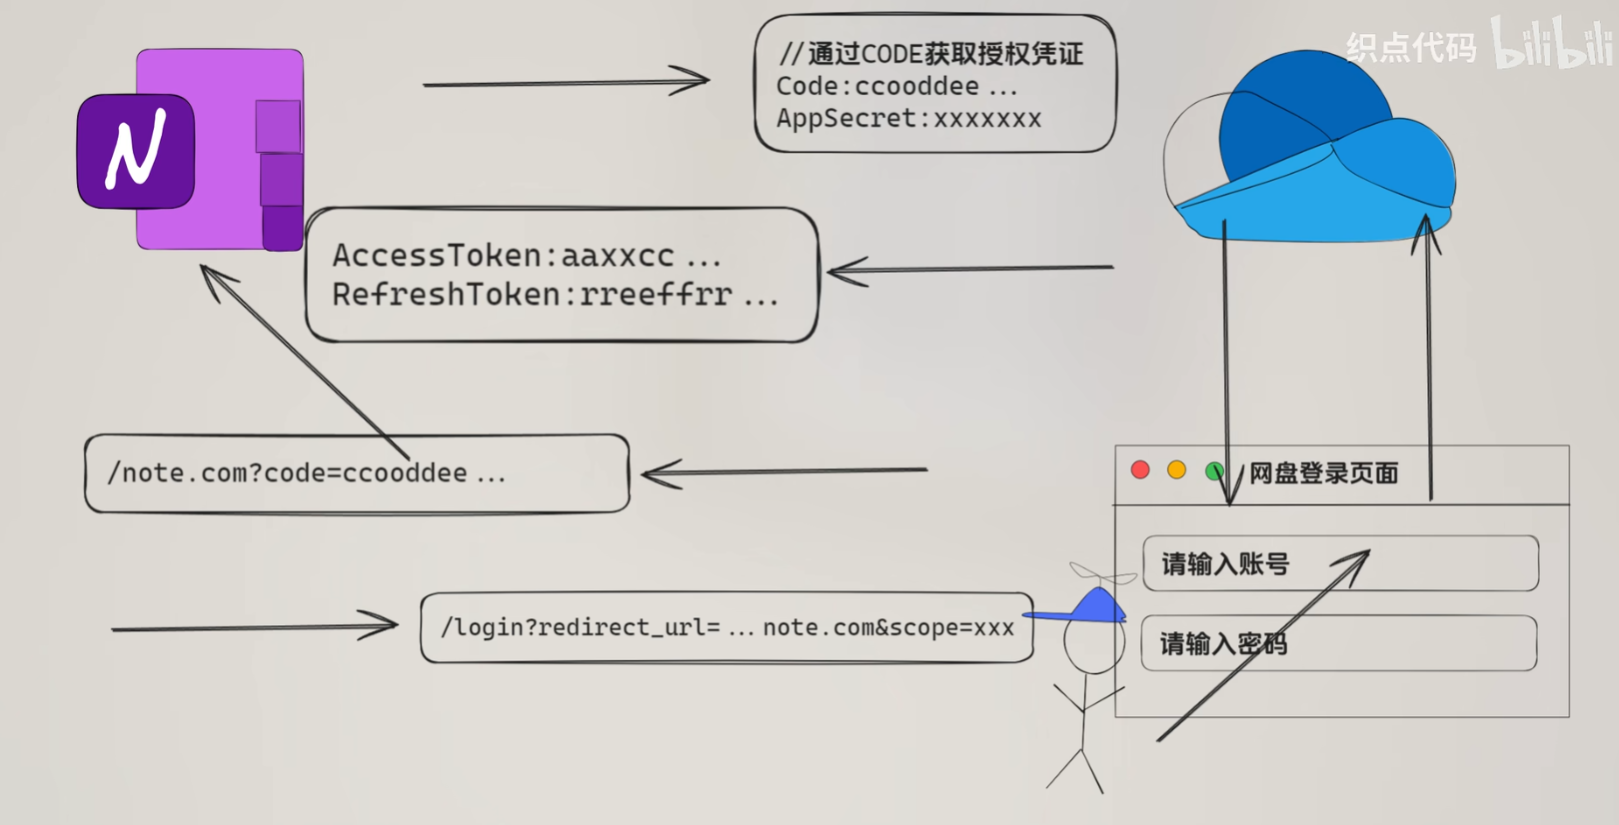 织点代码 bilibili
//通过CODE获取授权凭证
Code:ccooddee...
AppSecret:xxxxxxx
N
AccessToken:aaxxcc...
RefreshToken:rreeffrr...
/note.com?code=ccooddee...
网盘登录页面
请输入账号
/login?redirect_url=...note.com&scope=xxx
请输入密码